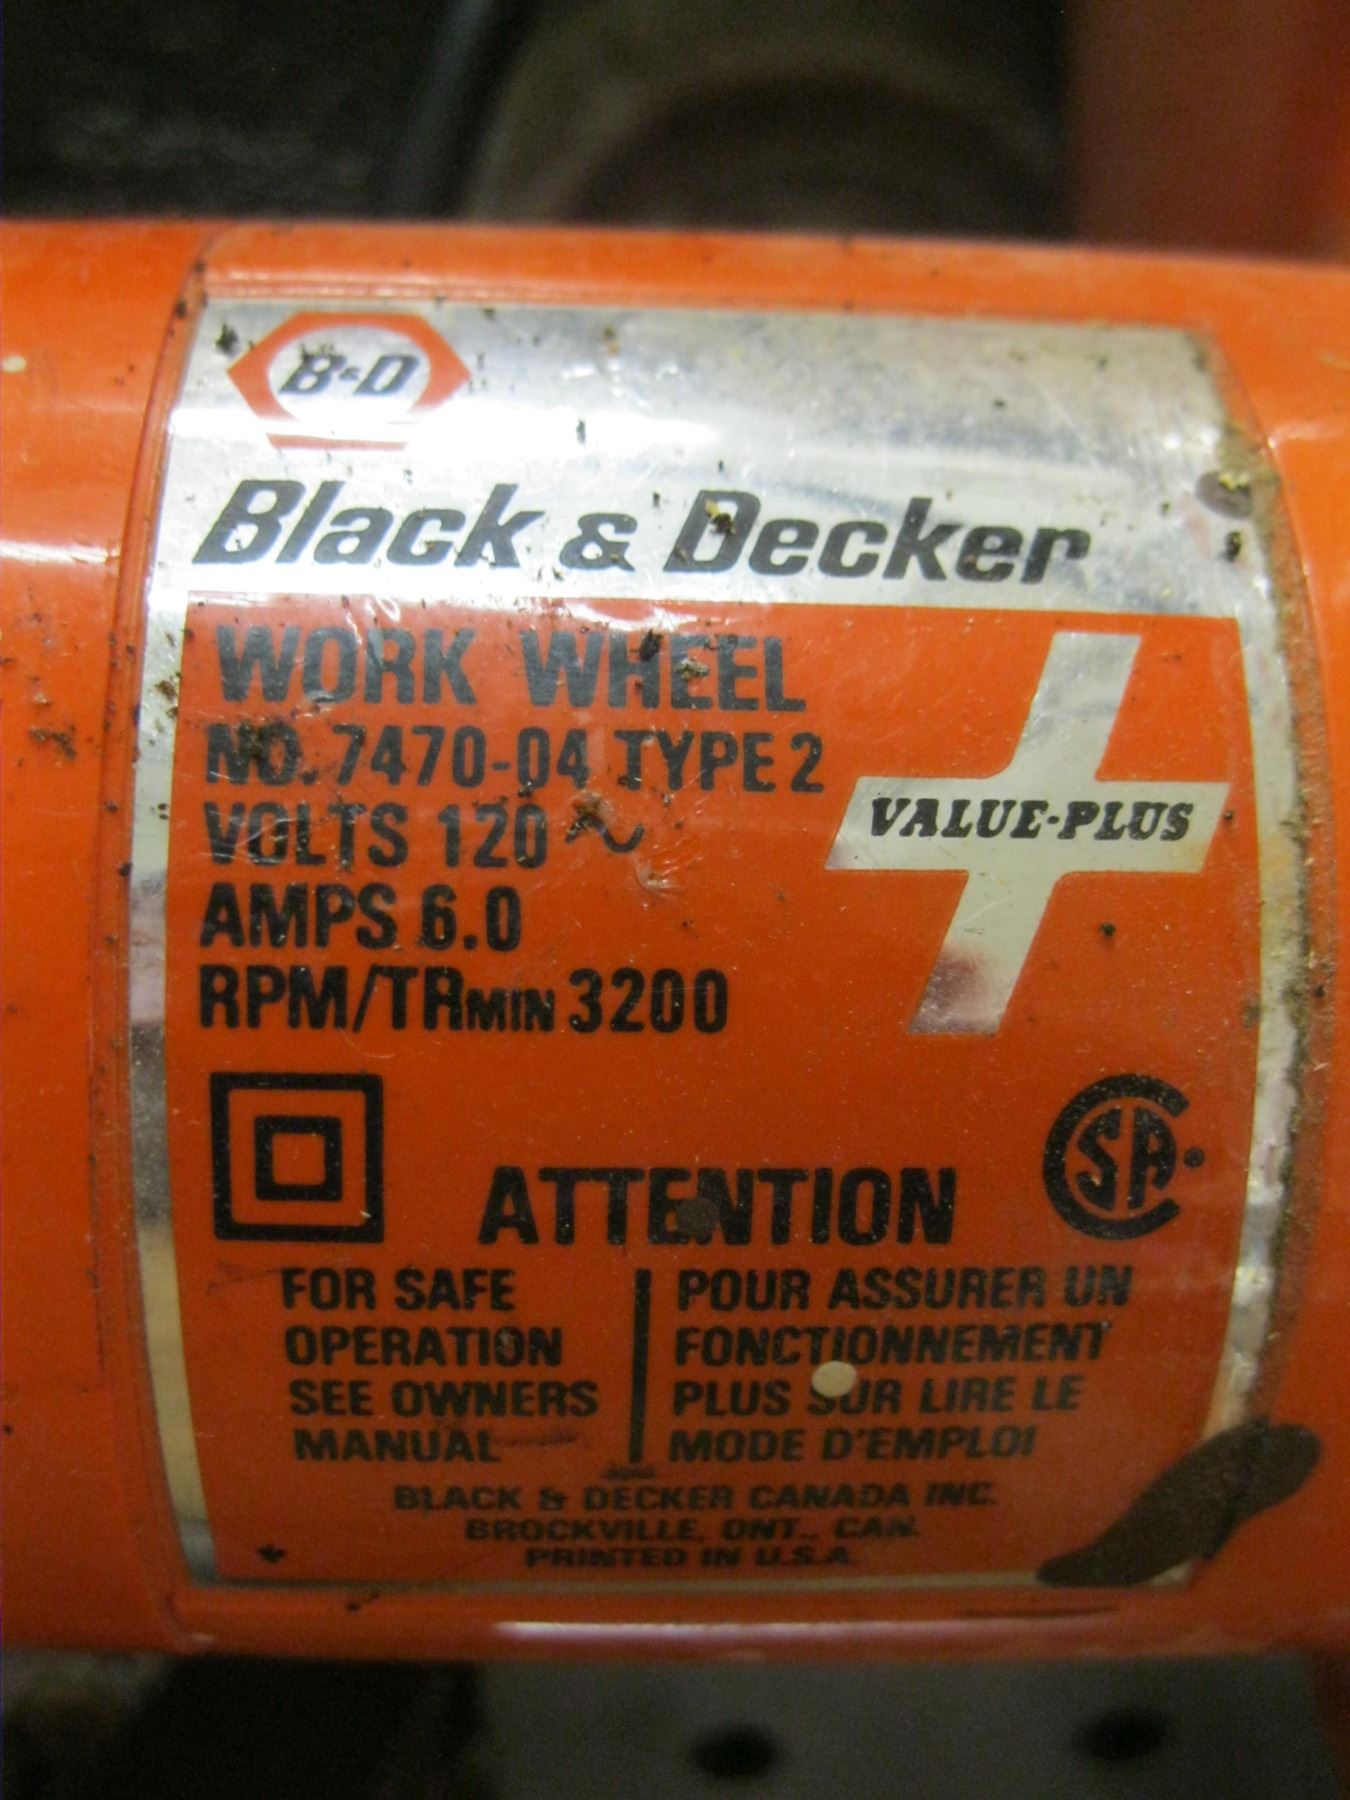 B&D
Black & Decker
WORK WHEEL
NO. 7470-04 TYPE 2
VOLTS 120 ~
AMPS 6.0
RPM/TRMIN 3200
VALUE-PLUS
CSA
ATTENTION
FOR SAFE
OPERATION
SEE OWNERS
MANUAL
POUR ASSURER UN
FONCTIONNEMENT
PLUS SUR LIRE LE
MODE D'EMPLOI
BLACK & DECKER CANADA INC.
BROCKVILLE, ONT., CAN.
PRINTED IN U.S.A.